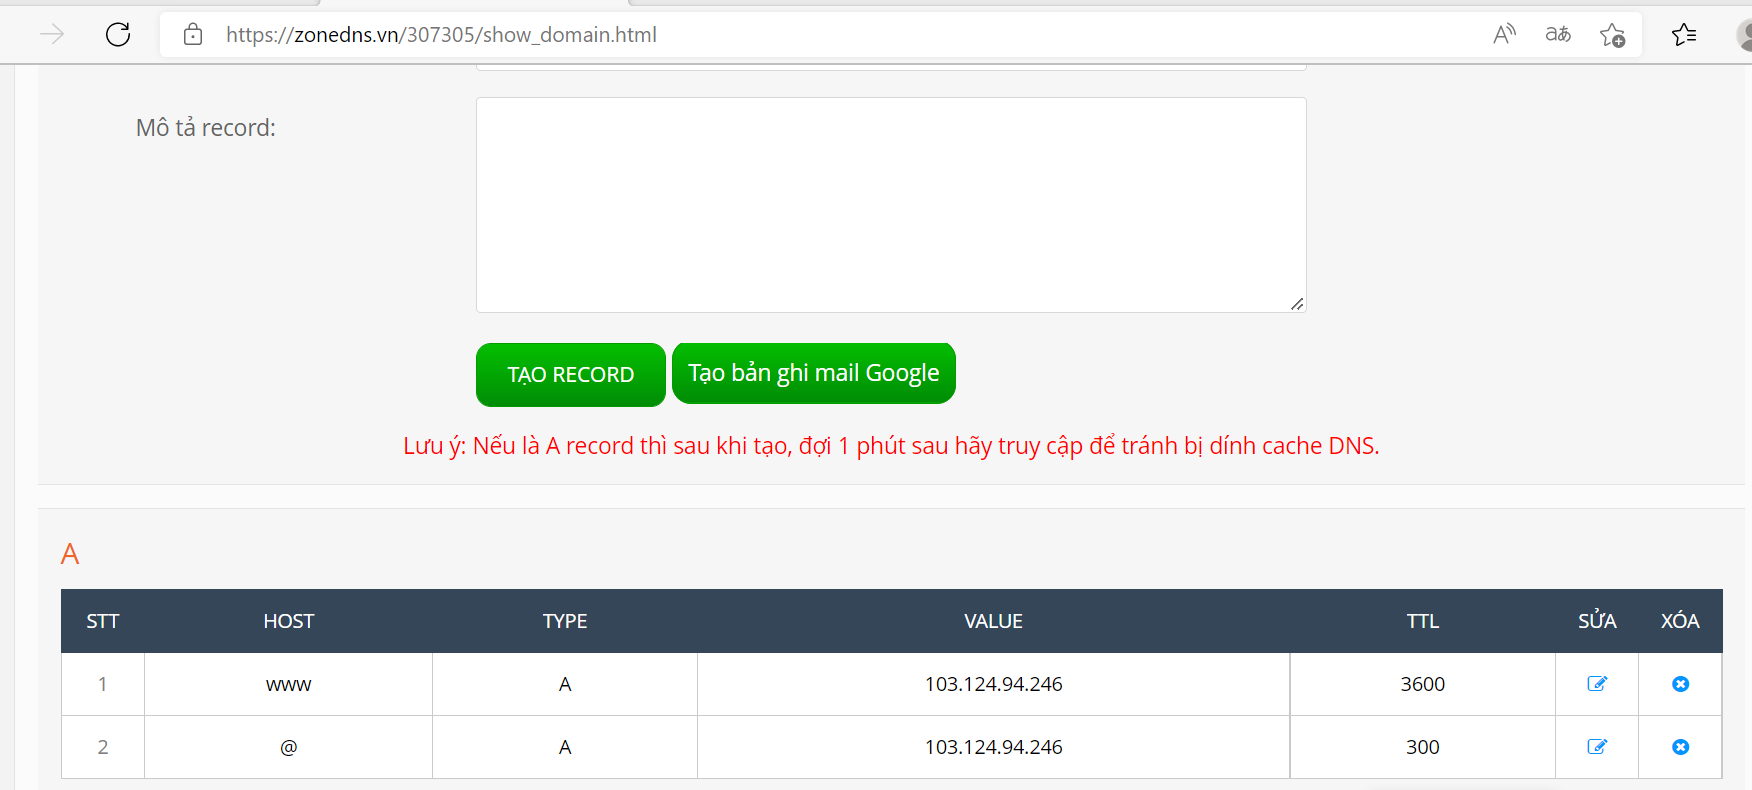 https://zonedns.vn/307305/show_domain.html
Mô tả record:
TẠO RECORD Tạo bản ghi mail Google
Lưu ý: Nếu là A record thì sau khi tạo, đợi 1 phút sau hãy truy cập để tránh bị dính cache DNS.
A
STT HOST TYPE VALUE TTL SỬA XÓA
1 www A 103.124.94.246 3600
2 @ A 103.124.94.246 300